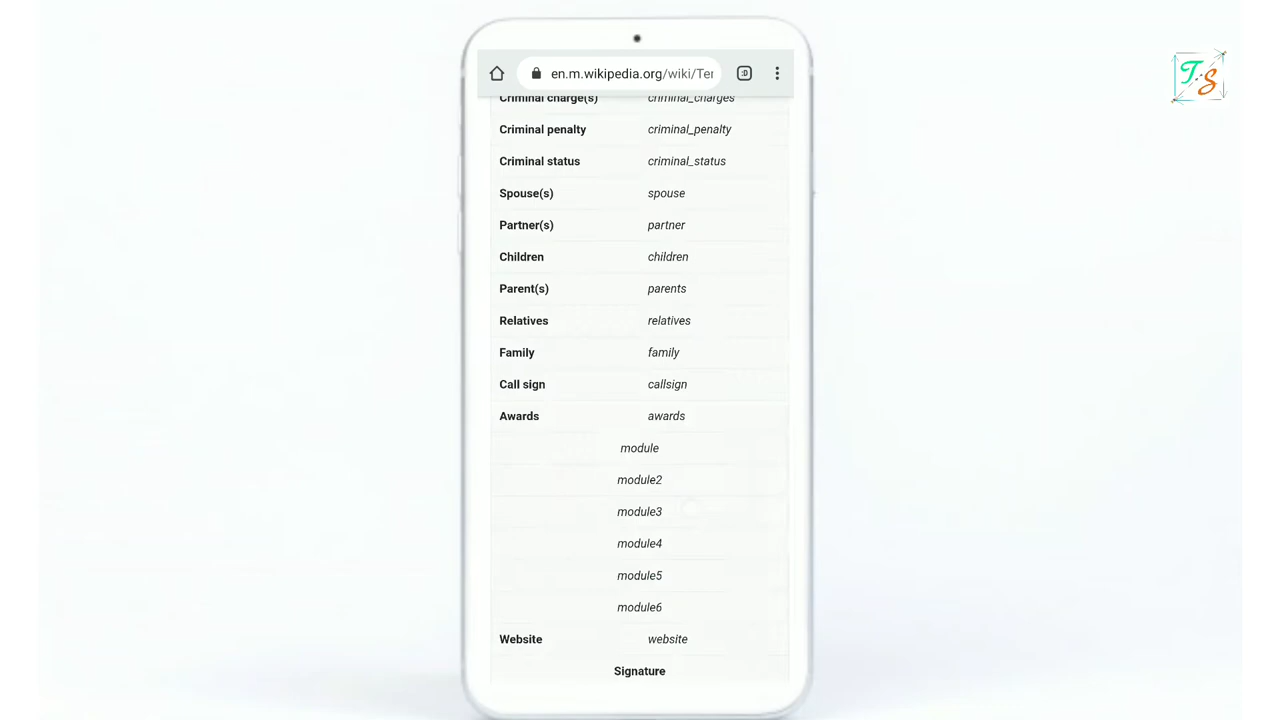 en.m.wikipedia.org/wiki/Ter
:D
Criminal charge(s) criminal_charges
Criminal penalty criminal_penalty
Criminal status criminal_status
Spouse(s) spouse
Partner(s) partner
Children children
Parent(s) parents
Relatives relatives
Family family
Call sign callsign
Awards awards
module
module2
module3
module4
module5
module6
Website website
Signature
TS